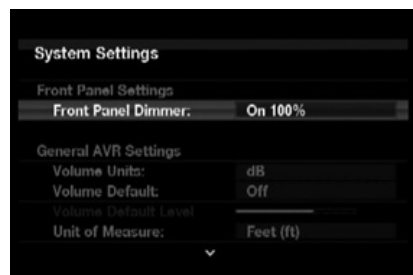 System Settings
Front Panel Settings
Front Panel Dimmer: On 100%
General AVR Settings
Volume Units: dB
Volume Default: Off
Volume Default Level
Unit of Measure: Feet (ft)